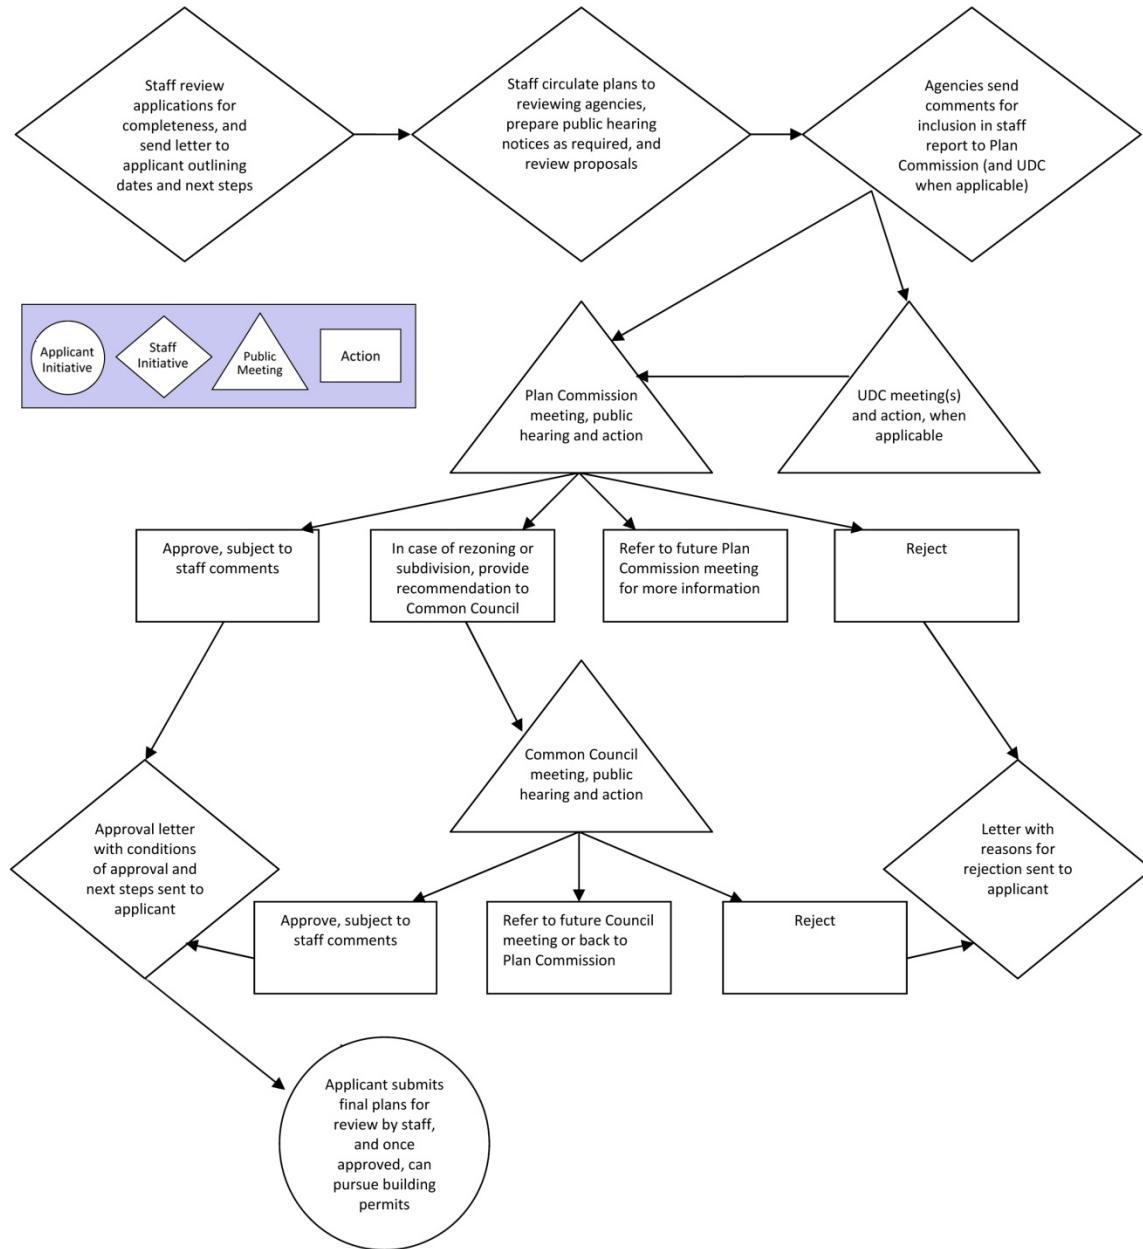 Staff review
applications for
completeness, and
send letter to
applicant outlining
dates and next steps
Staff circulate plans to
reviewing agencies,
prepare public hearing
notices as required, and
review proposals
Agencies send
comments for
inclusion in staff
report to Plan
Commission (and UDC
when applicable)
Applicant
Initiative
Staff
Initiative
Public
Meeting
Action
Plan Commission
meeting, public
hearing and action
UDC meeting(s)
and action, when
applicable
Approve, subject to
staff comments
In case of rezoning or
subdivision, provide
recommendation to
Common Council
Refer to future Plan
Commission meeting
for more information
Reject
Common Council
meeting, public
hearing and action
Approval letter
with conditions
of approval and
next steps sent to
applicant
Letter with
reasons for
rejection sent to
applicant
Approve, subject to
staff comments
Refer to future Council
meeting or back to
Plan Commission
Reject
Applicant submits
final plans for
review by staff,
and once
approved, can
pursue building
permits